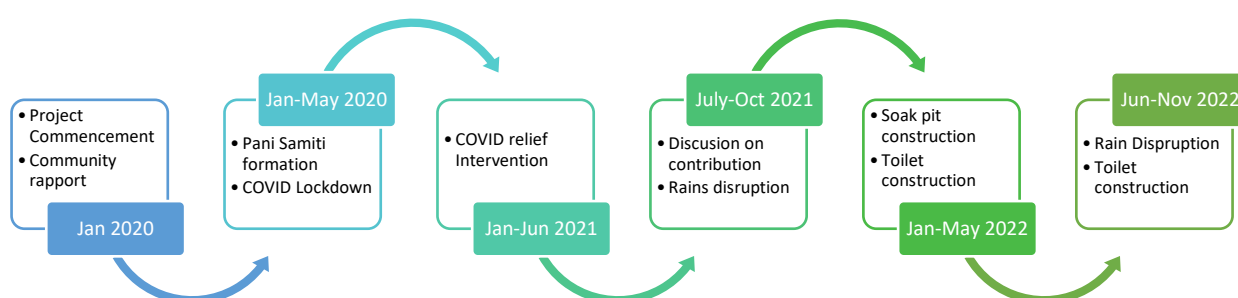 • Project
Commencement
• Community
rapport
Jan 2020
Jan-May 2020
• Pani Samiti
formation
• COVID Lockdown
• COVID relief
Intervention
Jan-Jun 2021
July-Oct 2021
• Discusion on
contribution
• Rains disruption
• Soak pit
construction
• Toilet
construction
Jan-May 2022
Jun-Nov 2022
• Rain Dispruption
• Toilet
construction